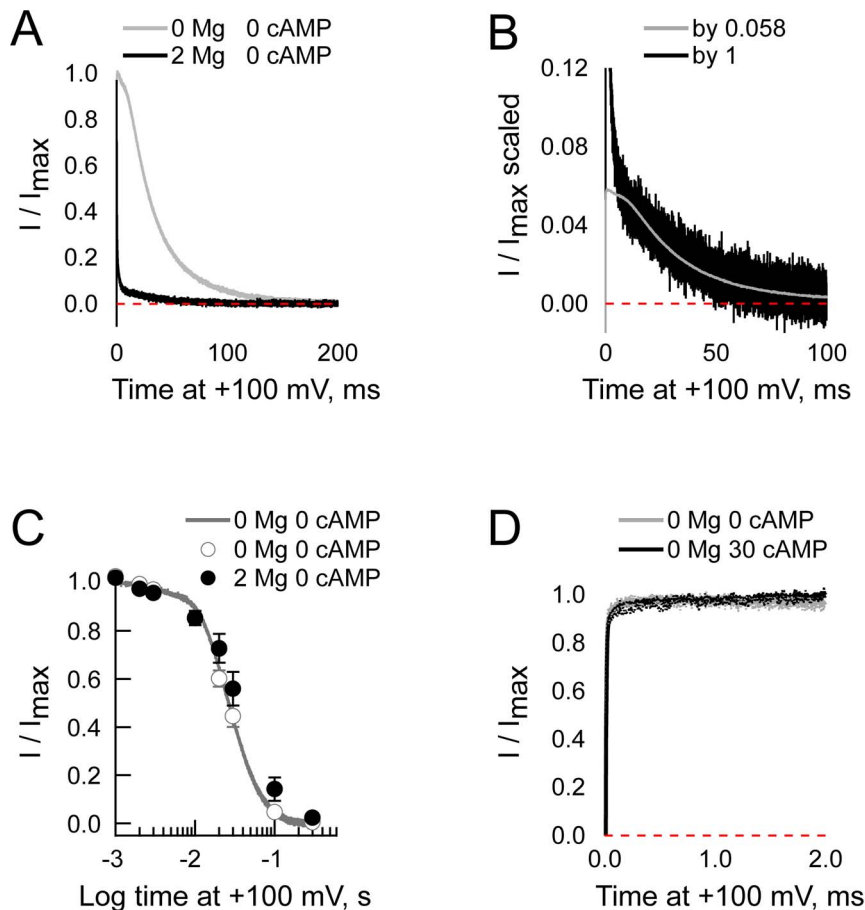 A
0 Mg 0 cAMP
2 Mg 0 cAMP
I / Imax
1.0
0.8
0.6
0.4
0.2
0.0
0 100 200
Time at +100 mV, ms
B
by 0.058
by 1
I / Imax scaled
0.12
0.08
0.04
0.00
0 50 100
Time at +100 mV, ms
C
0 Mg 0 cAMP
0 Mg 0 cAMP
2 Mg 0 cAMP
I / Imax
1.0
0.8
0.6
0.4
0.2
0.0
-3 -2 -1
Log time at +100 mV, s
D
0 Mg 0 cAMP
0 Mg 30 cAMP
I / Imax
1.0
0.8
0.6
0.4
0.2
0.0
0.0 1.0 2.0
Time at +100 mV, ms